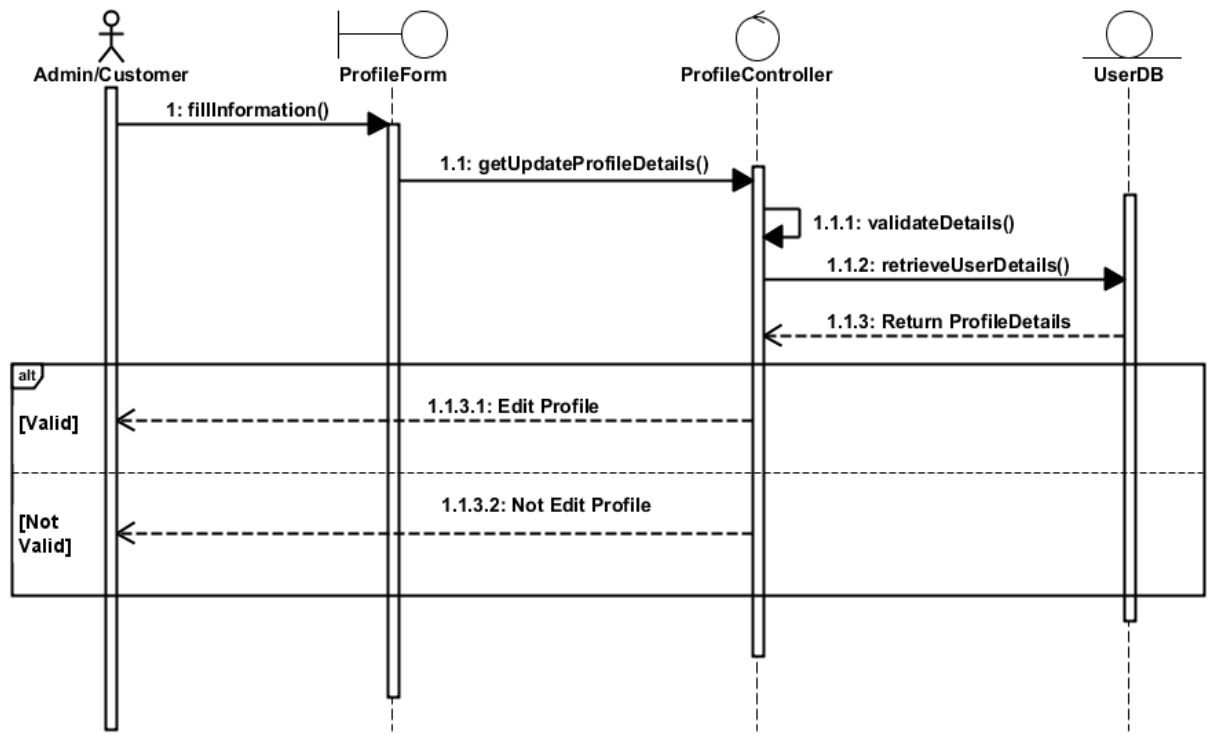 Admin/Customer
ProfileForm
ProfileController
UserDB
1: fillInformation()
1.1: getUpdateProfileDetails()
1.1.1: validateDetails()
1.1.2: retrieveUserDetails()
1.1.3: Return ProfileDetails
alt
1.1.3.1: Edit Profile
[Valid]
1.1.3.2: Not Edit Profile
[Not
Valid]